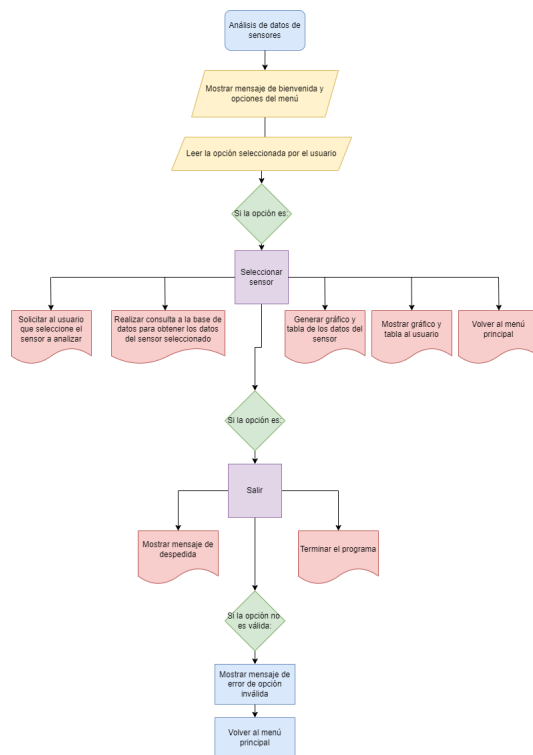 Análisis de datos de
sensores
Mostrar mensaje de bienvenida y
opciones del menú
Leer la opción seleccionada por el usuario
Si la opción es:
Seleccionar
sensor
Solicitar al usuario
que seleccione el
sensor a analizar
Realizar consulta a la base de
datos para obtener los datos
del sensor seleccionado
Generar gráfico y
tabla de los datos del
sensor
Mostrar gráfico y
tabla al usuario
Volver al menú
principal
Si la opción es:
Salir
Mostrar mensaje de
despedida
Terminar el programa
Si la opción no
es válida:
Mostrar mensaje de
error de opción
inválida
Volver al menú
principal